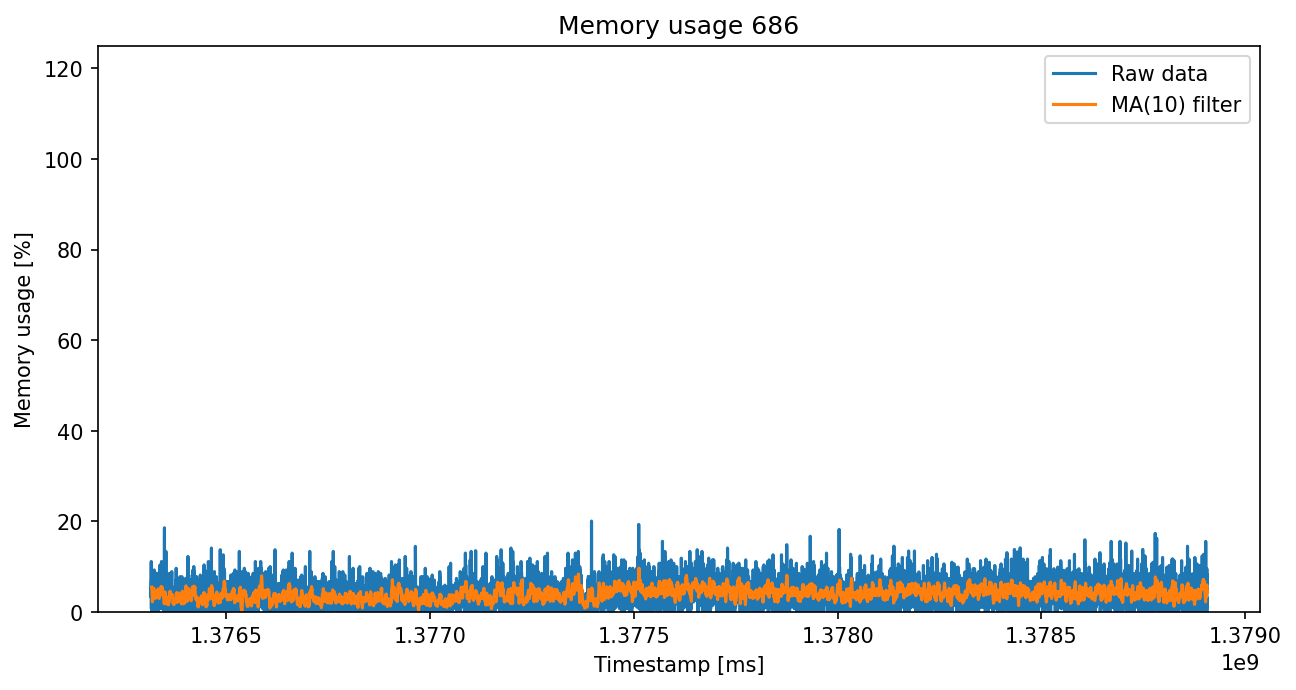 Memory usage 686
Raw data
MA(10) filter
Memory usage [%]
120
100
80
60
40
20
0
1.3765 1.3770 1.3775 1.3780 1.3785 1.3790
1e9
Timestamp [ms]